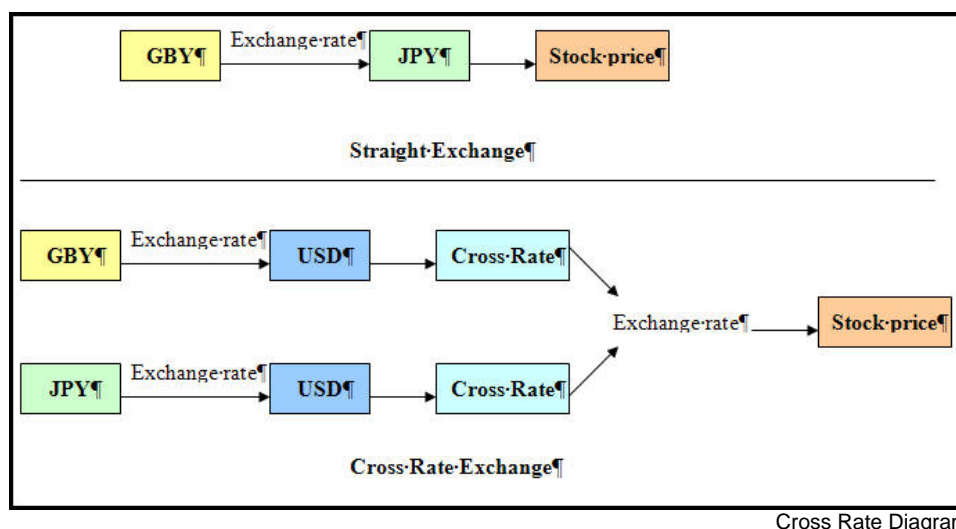 Exchange·rate¶
GBY¶ JPY¶ Stock·price¶
Straight·Exchange¶
Exchange·rate¶
GBY¶ USD¶ Cross·Rate¶
Exchange·rate¶ Stock·price¶
Exchange·rate¶
JPY¶ USD¶ Cross·Rate¶
Cross·Rate·Exchange¶
Cross Rate Diagram